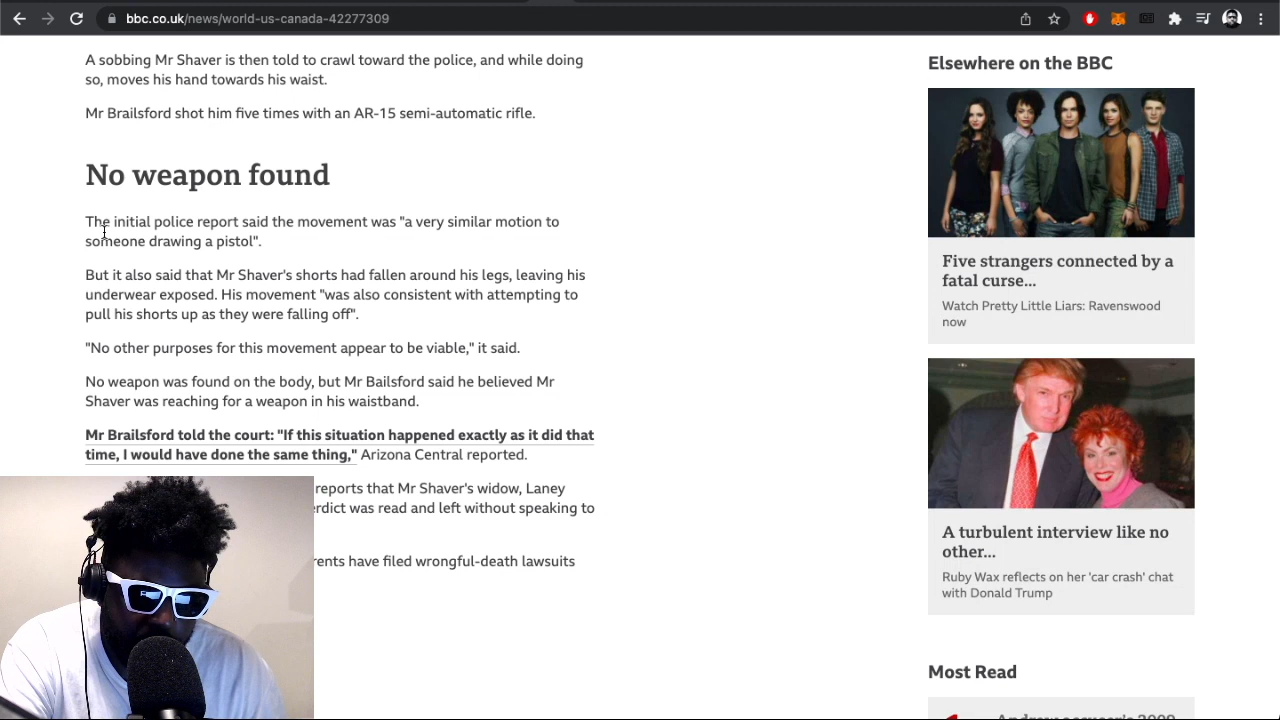 bbc.co.uk/news/world-us-canada-42277309
A sobbing Mr Shaver is then told to crawl toward the police, and while doing
so, moves his hand towards his waist.
Mr Brailsford shot him five times with an AR-15 semi-automatic rifle.
No weapon found
The initial police report said the movement was "a very similar motion to
someone drawing a pistol".
But it also said that Mr Shaver's shorts had fallen around his legs, leaving his
underwear exposed. His movement "was also consistent with attempting to
pull his shorts up as they were falling off".
"No other purposes for this movement appear to be viable," it said.
No weapon was found on the body, but Mr Bailsford said he believed Mr
Shaver was reaching for a weapon in his waistband.
Mr Brailsford told the court: "If this situation happened exactly as it did that
time, I would have done the same thing," Arizona Central reported.
reports that Mr Shaver's widow, Laney
verdict was read and left without speaking to
rents have filed wrongful-death lawsuits
Elsewhere on the BBC
Five strangers connected by a
fatal curse...
Watch Pretty Little Liars: Ravenswood
now
A turbulent interview like no
other...
Ruby Wax reflects on her 'car crash' chat
with Donald Trump
Most Read